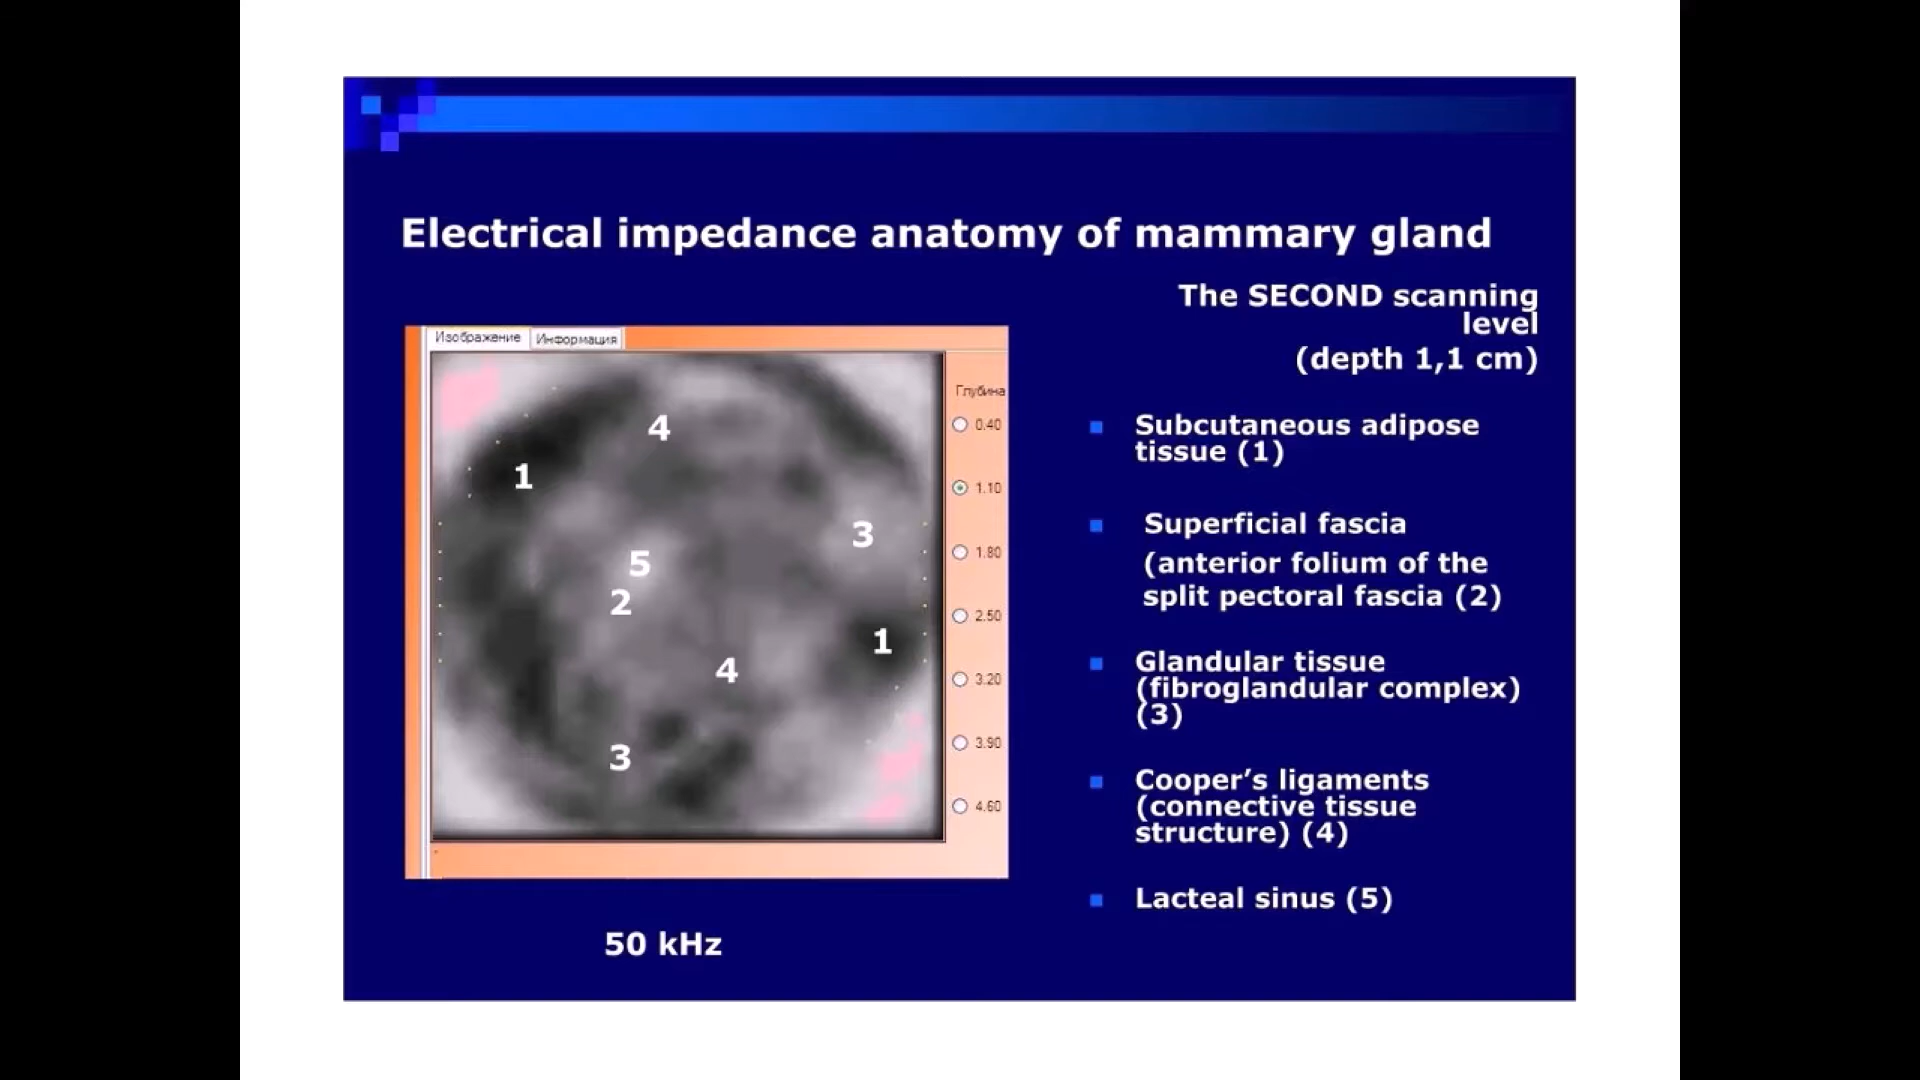 Electrical impedance anatomy of mammary gland
The SECOND scanning
level
(depth 1,1 cm)
Изображение
Информация
Глубина
0.40
1.10
1.80
2.50
3.20
3.90
4.60
4
1
3
5
2
1
4
3
50 kHz
Subcutaneous adipose
tissue (1)
Superficial fascia
(anterior folium of the
split pectoral fascia (2)
Glandular tissue
(fibroglandular complex)
(3)
Cooper’s ligaments
(connective tissue
structure) (4)
Lacteal sinus (5)